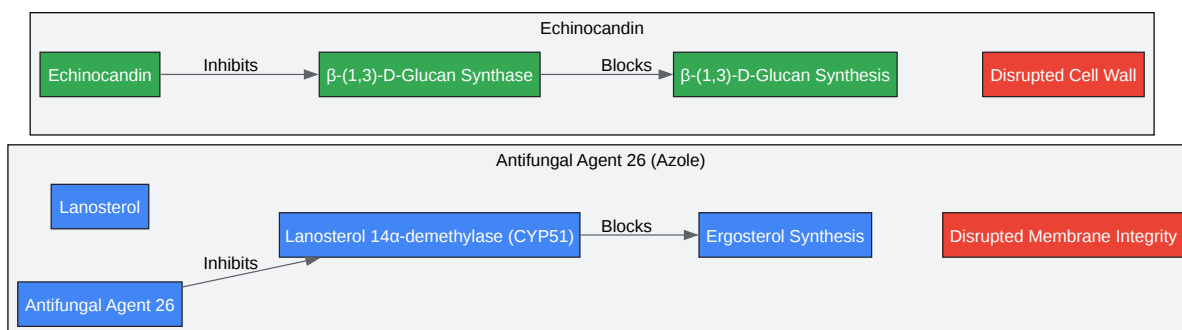 Echinocandin
Echinocandin
Inhibits
β-(1,3)-D-Glucan Synthase
Blocks
β-(1,3)-D-Glucan Synthesis
Disrupted Cell Wall
Antifungal Agent 26 (Azole)
Lanosterol
Antifungal Agent 26
Inhibits
Lanosterol 14α-demethylase (CYP51)
Blocks
Ergosterol Synthesis
Disrupted Membrane Integrity